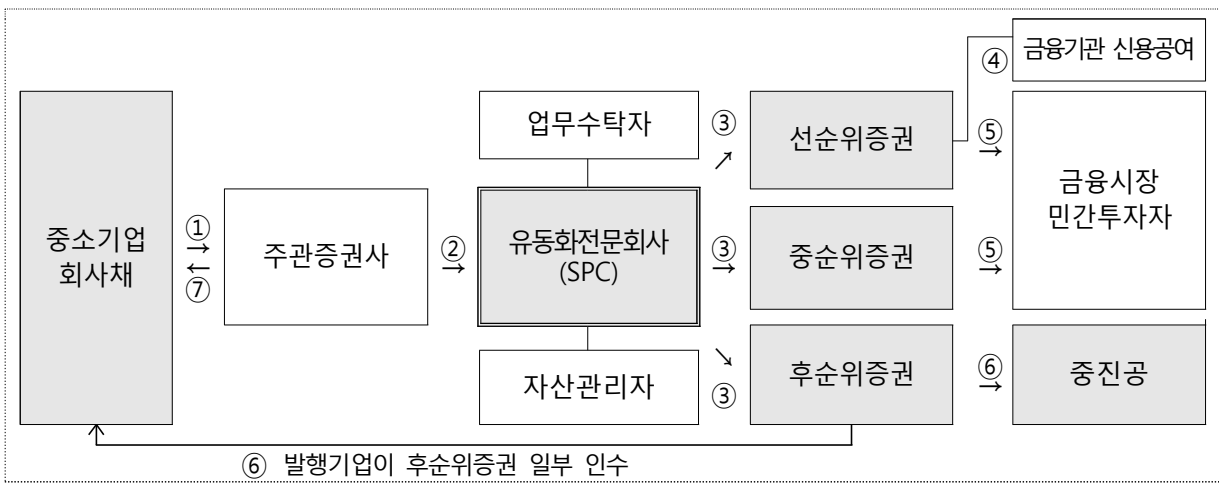 금융기관 신용공여
④
업무수탁자
③
↗
선순위증권
⑤
→
금융시장
민간투자자
중소기업
회사채
①
→
←
⑦
주관증권사
②
→
유동화전문회사
(SPC)
③
→
중순위증권
⑤
→
자산관리자
↘
③
후순위증권
⑥
→
중진공
⑥ 발행기업이 후순위증권 일부 인수